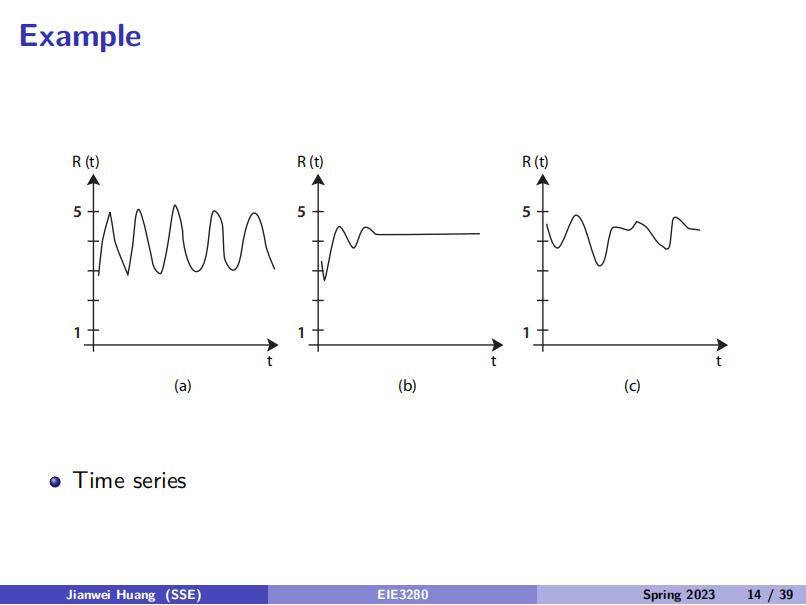 Example
R (t)
5
1
t
(a)
R (t)
5
1
t
(b)
R (t)
5
1
t
(c)
Time series
Jianwei Huang (SSE) EIE3280 Spring 2023 14 / 39